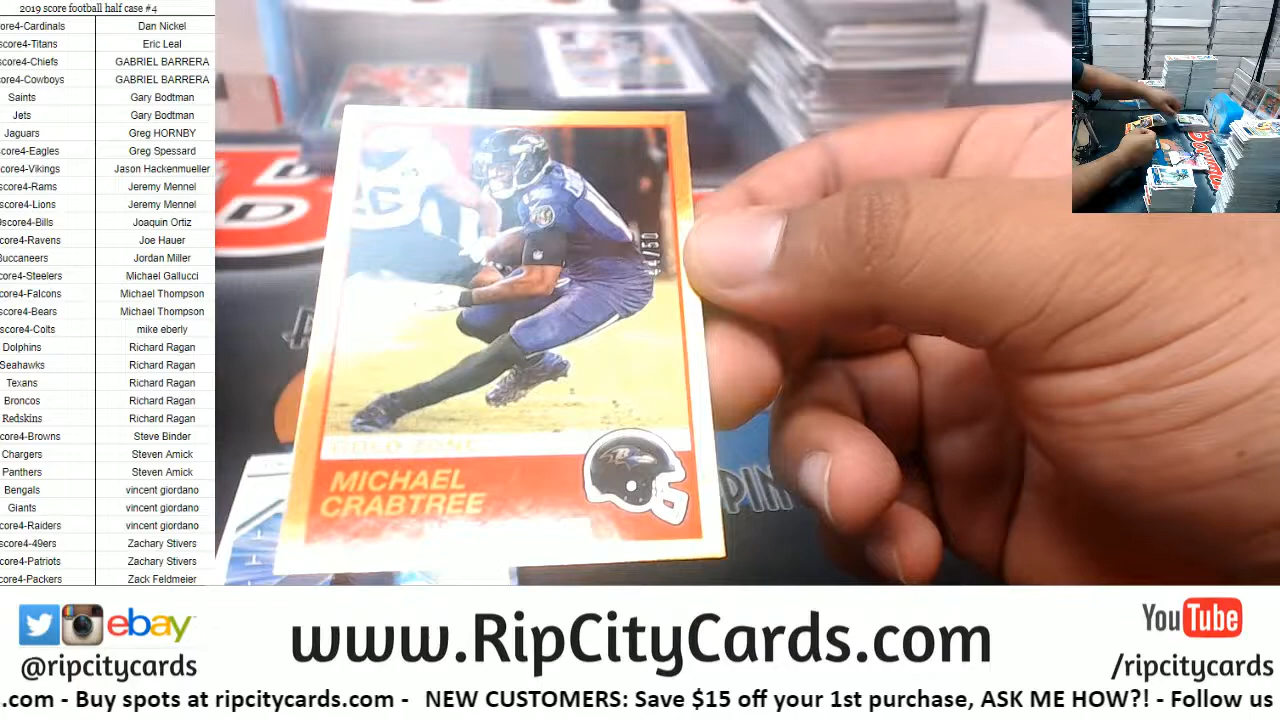 2019 score football half case #4
core4-Cardinals Dan Nickel
score4-Titans Eric Leal
core4-Chiefs GABRIEL BARRERA
ore4-Cowboys GABRIEL BARRERA
Saints Gary Bodtman
Jets Gary Bodtman
Jaguars Greg HORNBY
core4-Eagles Greg Spessard
core4-Vikings Jason Hackenmueller
score4-Rams Jeremy Mennel
score4-Lions Jeremy Mennel
score4-Bills Joaquin Ortiz
core4-Ravens Joe Hauer
Buccaneers Jordan Miller
core4-Steelers Michael Gallucci
core4-Falcons Michael Thompson
core4-Bears Michael Thompson
score4-Colts mike eberly
Dolphins Richard Ragan
Seahawks Richard Ragan
Texans Richard Ragan
Broncos Richard Ragan
Redskins Richard Ragan
core4-Browns Steve Binder
Chargers Steven Amick
Panthers Steven Amick
Bengals vincent giordano
Giants vincent giordano
core4-Raiders vincent giordano
score4-49ers Zachary Stivers
core4-Patriots Zachary Stivers
core4-Packers Zack Feldmeier
GOLD ZONE
MICHAEL
CRABTREE
ebay
@ripcitycards
www.RipCityCards.com
YouTube
/ripcitycards
.com - Buy spots at ripcitycards.com - NEW CUSTOMERS: Save $15 off your 1st purchase, ASK ME HOW?! - Follow us